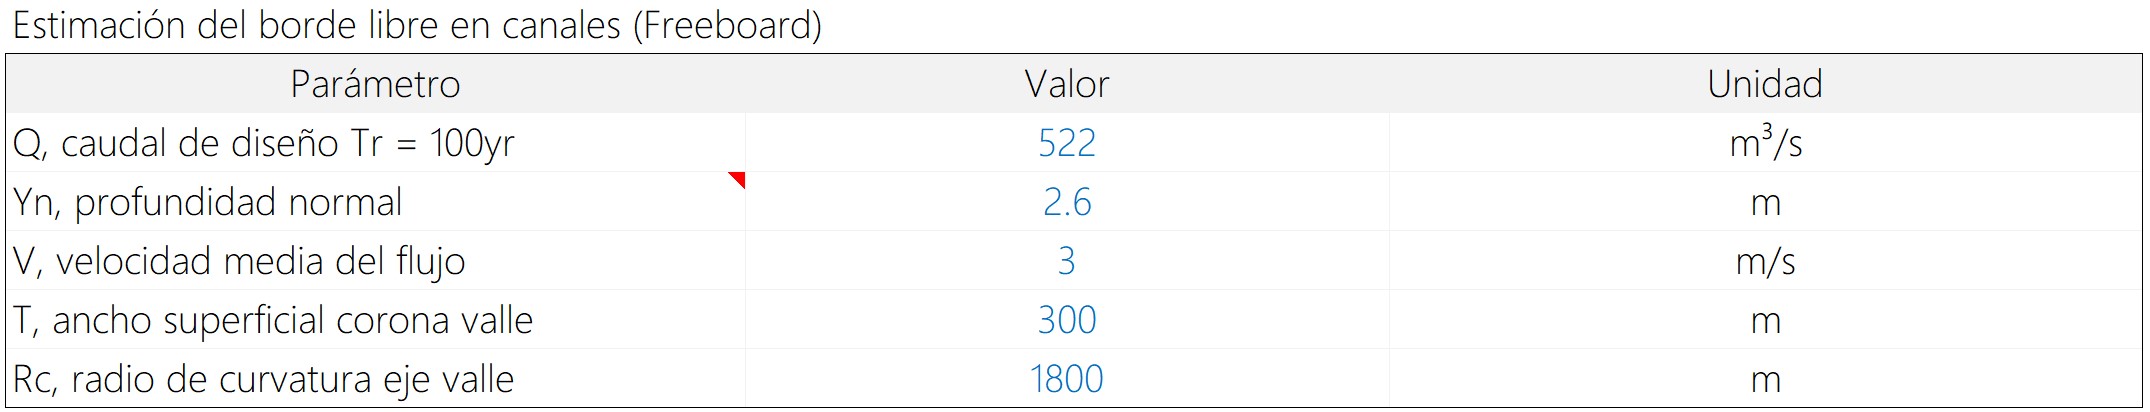 Estimación del borde libre en canales (Freeboard)
Parámetro Valor Unidad
Q, caudal de diseño Tr = 100yr 522 m³/s
Yn, profundidad normal 2.6 m
V, velocidad media del flujo 3 m/s
T, ancho superficial corona valle 300 m
Rc, radio de curvatura eje valle 1800 m